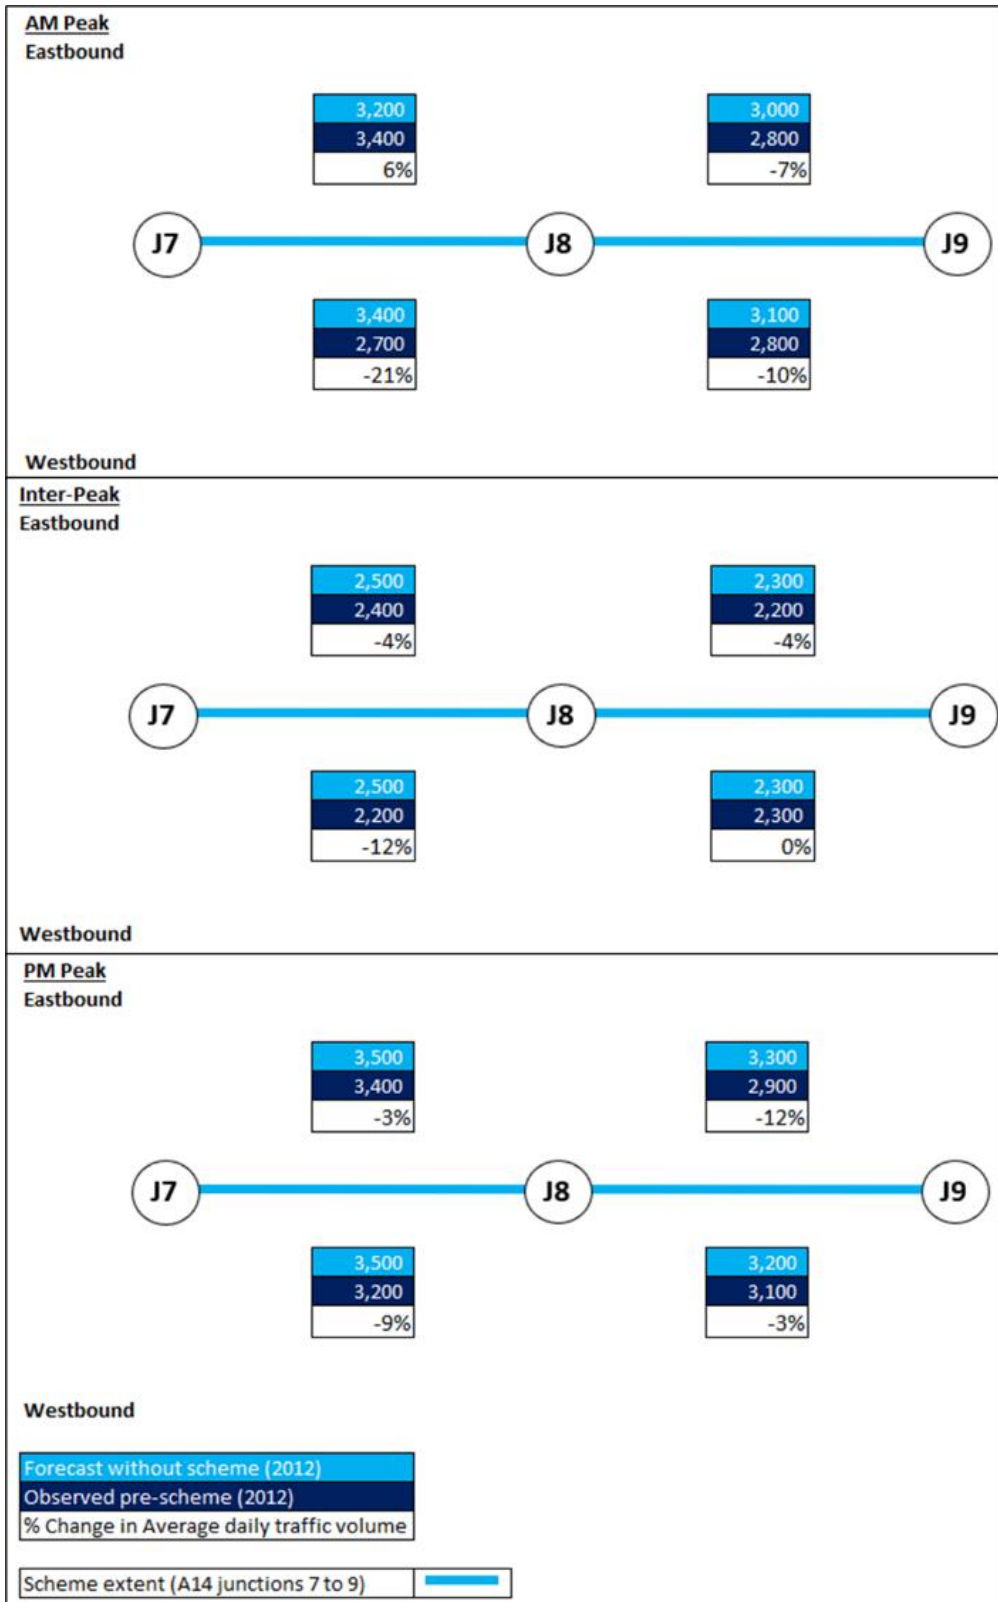 AM Peak
Eastbound
3,200 3,000
3,400 2,800
6% -7%
J7 J8 J9
3,400 3,100
2,700 2,800
-21% -10%
Westbound
Inter-Peak
Eastbound
2,500 2,300
2,400 2,200
-4% -4%
J7 J8 J9
2,500 2,300
2,200 2,300
-12% 0%
Westbound
PM Peak
Eastbound
3,500 3,300
3,400 2,900
-3% -12%
J7 J8 J9
3,500 3,200
3,200 3,100
-9% -3%
Westbound
Forecast without scheme (2012)
Observed pre-scheme (2012)
% Change in Average daily traffic volume
Scheme extent (A14 junctions 7 to 9)